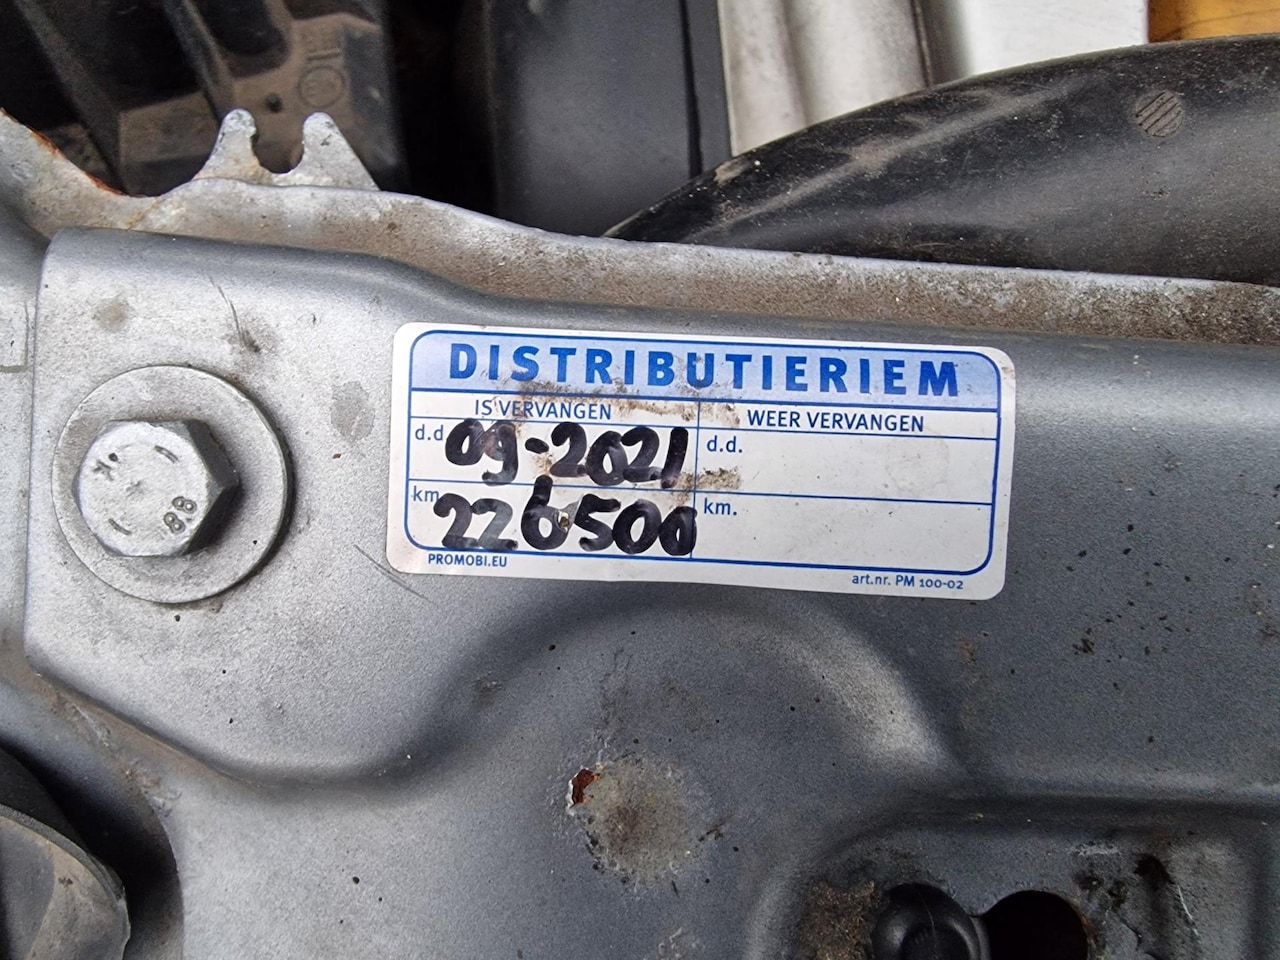 DISTRIBUTIERIEM
IS VERVANGEN
WEER VERVANGEN
d.d 09-2021
d.d.
km 226500
km.
PROMOBI.EU
art.nr. PM 100-02
88